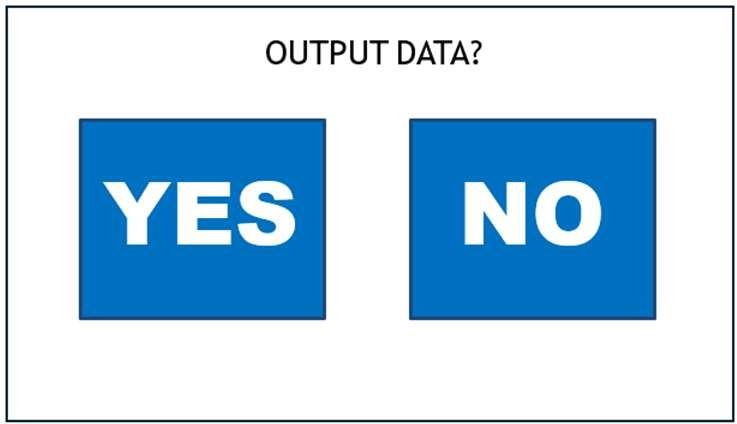 OUTPUT DATA?
YES NO